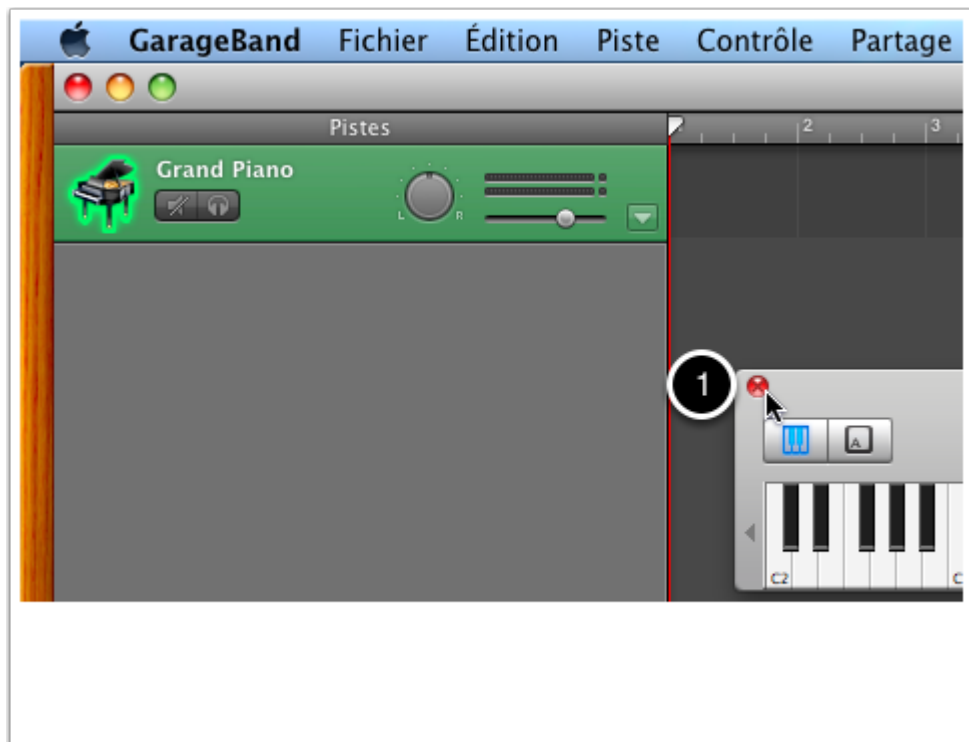 GarageBand Fichier Édition Piste Contrôle Partage
Pistes
2 3
Grand Piano
L R
1
A
C2 C